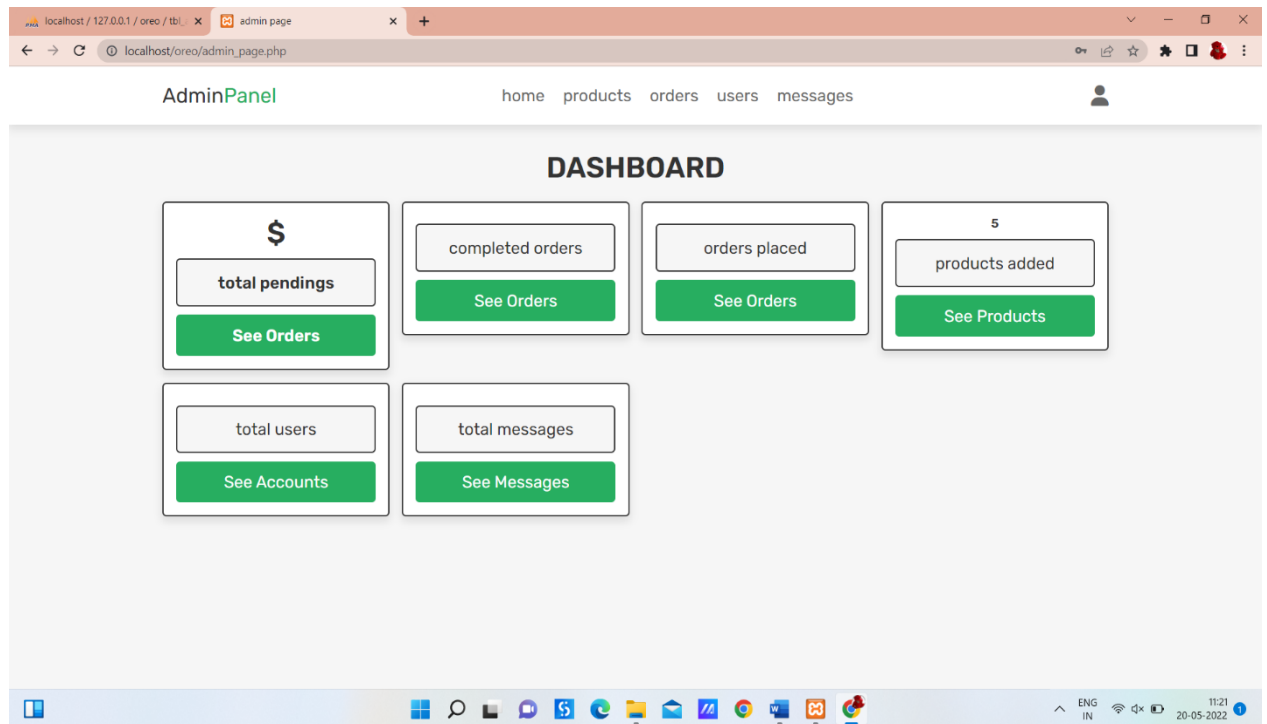 localhost / 127.0.0.1 / oreo / tbl_
admin page
localhost/oreo/admin_page.php
AdminPanel
home products orders users messages
DASHBOARD
$
total pendings
See Orders
completed orders
See Orders
orders placed
See Orders
5
products added
See Products
total users
See Accounts
total messages
See Messages
ENG
IN
11:21
20-05-2022
1